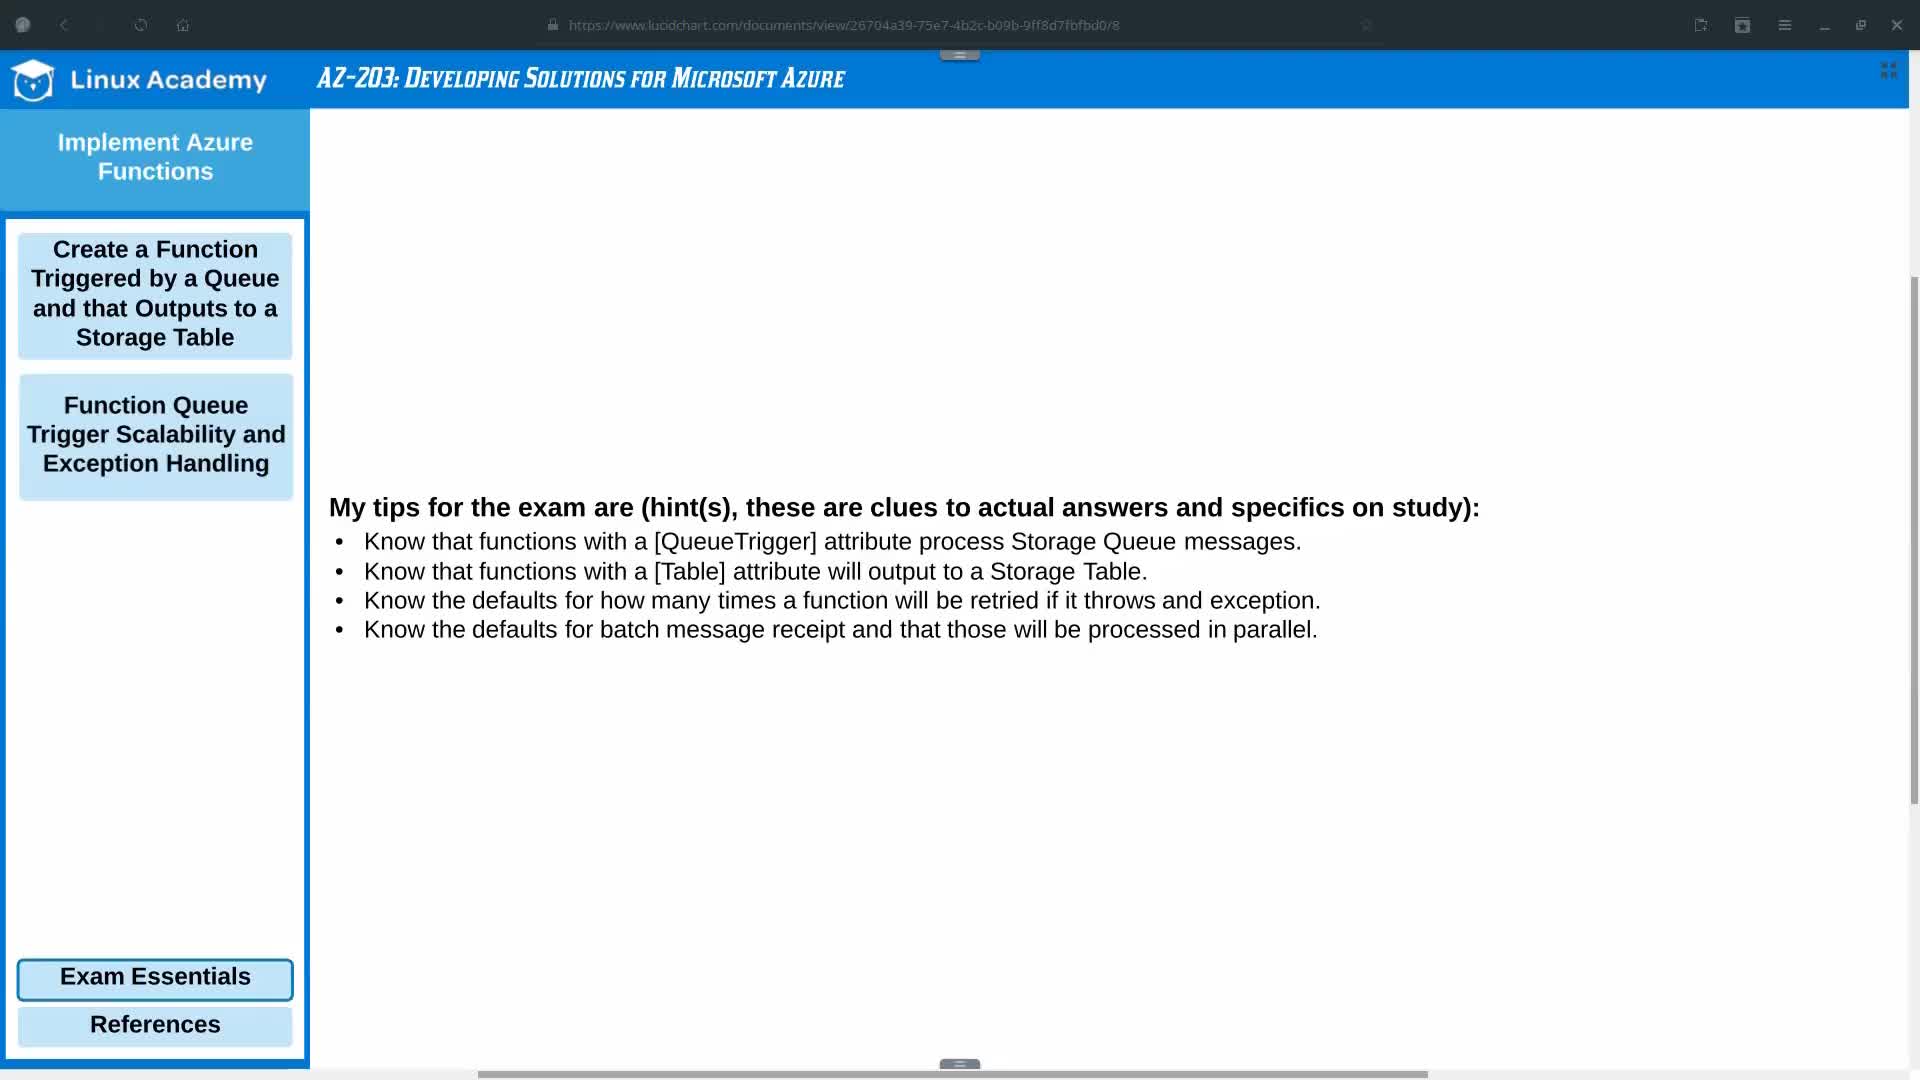 https://www.lucidchart.com/documents/view/26704a39-75e7-4b2c-b09b-9ff8d7fbfbd0/8
Linux Academy
AZ-203: Developing Solutions for Microsoft Azure
Implement Azure
Functions
Create a Function
Triggered by a Queue
and that Outputs to a
Storage Table
Function Queue
Trigger Scalability and
Exception Handling
My tips for the exam are (hint(s), these are clues to actual answers and specifics on study):
• Know that functions with a [QueueTrigger] attribute process Storage Queue messages.
• Know that functions with a [Table] attribute will output to a Storage Table.
• Know the defaults for how many times a function will be retried if it throws and exception.
• Know the defaults for batch message receipt and that those will be processed in parallel.
Exam Essentials
References